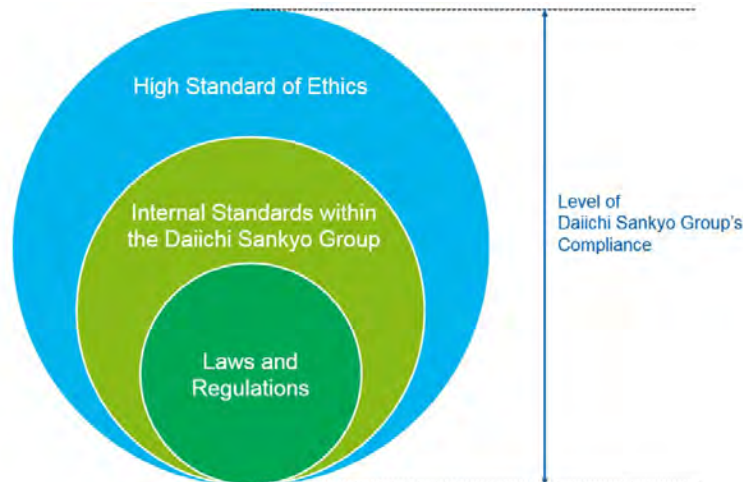 High Standard of Ethics
Internal Standards within
the Daiichi Sankyo Group
Laws and
Regulations
Level of
Daiichi Sankyo Group's
Compliance